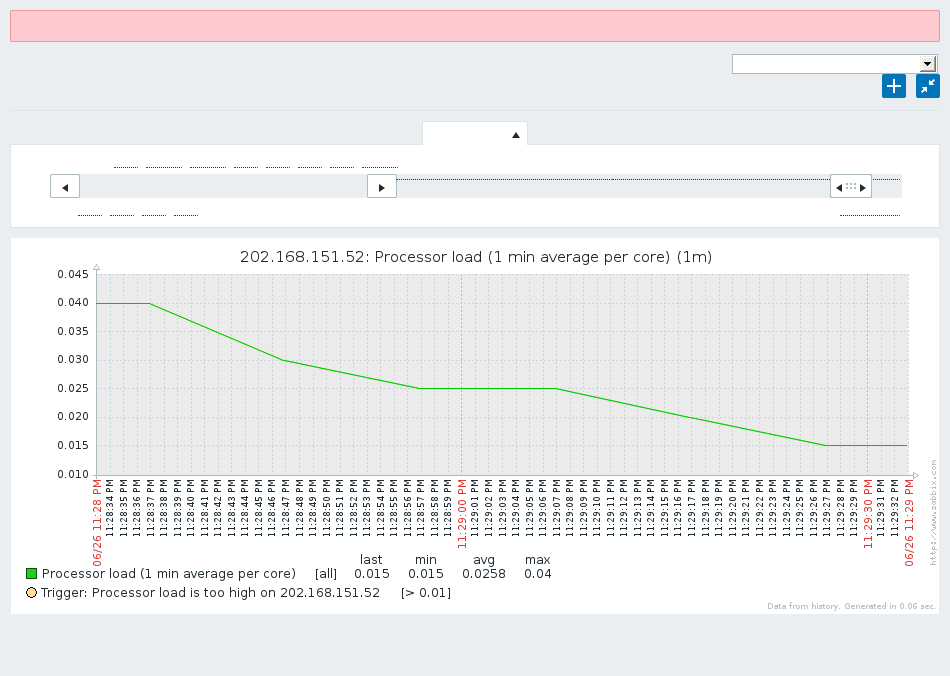 202.168.151.52: Processor load (1 min average per core) (1m)
0.045
0.040
0.035
0.030
0.025
0.020
0.015
0.010
06/26 11:28 PM
11:28:34 PM
11:28:35 PM
11:28:36 PM
11:28:37 PM
11:28:38 PM
11:28:39 PM
11:28:40 PM
11:28:41 PM
11:28:42 PM
11:28:43 PM
11:28:44 PM
11:28:45 PM
11:28:46 PM
11:28:47 PM
11:28:48 PM
11:28:49 PM
11:28:50 PM
11:28:51 PM
11:28:52 PM
11:28:53 PM
11:28:54 PM
11:28:55 PM
11:28:56 PM
11:28:57 PM
11:28:58 PM
11:28:59 PM
11:29:00 PM
11:29:01 PM
11:29:02 PM
11:29:03 PM
11:29:04 PM
11:29:05 PM
11:29:06 PM
11:29:07 PM
11:29:08 PM
11:29:09 PM
11:29:10 PM
11:29:11 PM
11:29:12 PM
11:29:13 PM
11:29:14 PM
11:29:15 PM
11:29:16 PM
11:29:17 PM
11:29:18 PM
11:29:19 PM
11:29:20 PM
11:29:21 PM
11:29:22 PM
11:29:23 PM
11:29:24 PM
11:29:25 PM
11:29:26 PM
11:29:27 PM
11:29:28 PM
11:29:29 PM
11:29:30 PM
11:29:31 PM
11:29:32 PM
06/26 11:29 PM
http://www.zabbix.com
last min avg max
Processor load (1 min average per core) [all] 0.015 0.015 0.0258 0.04
Trigger: Processor load is too high on 202.168.151.52 [> 0.01]
Data from history. Generated in 0.06 sec.